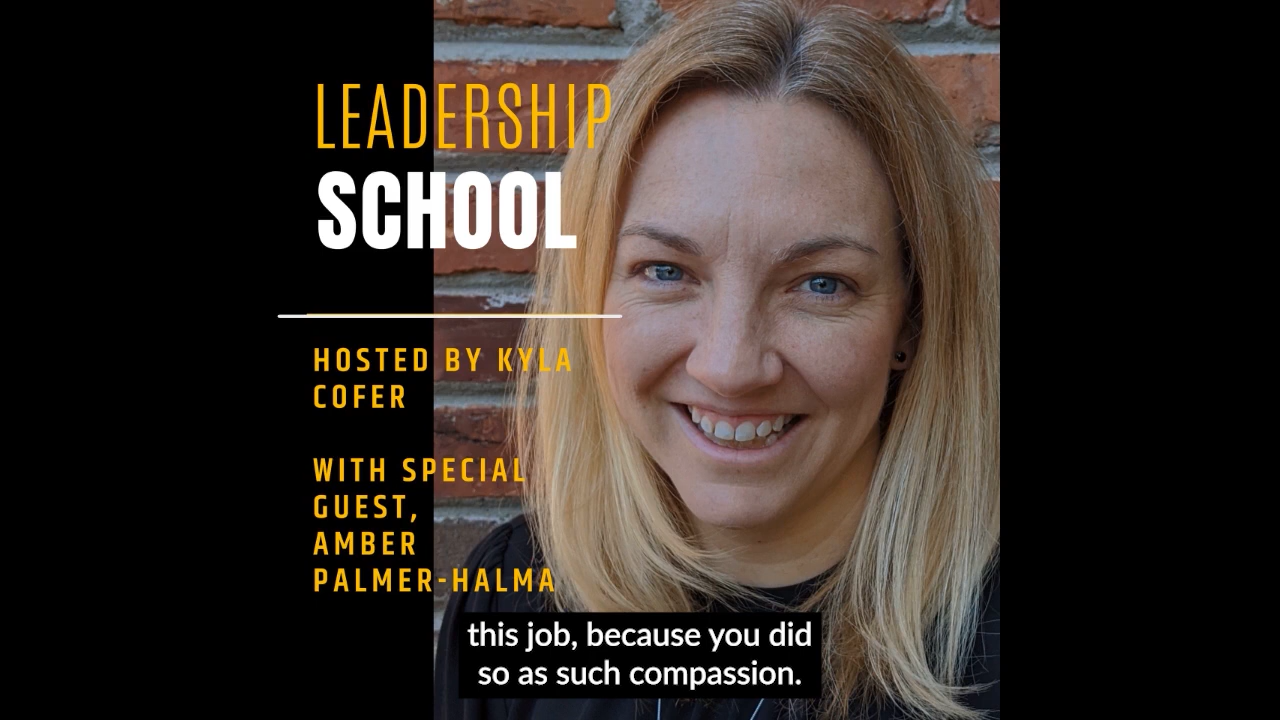 LEADERSHIP
SCHOOL
HOSTED BY KYLA
COFER
WITH SPECIAL
GUEST,
AMBER
PALMER-HALMA
this job, because you did
so as such compassion.